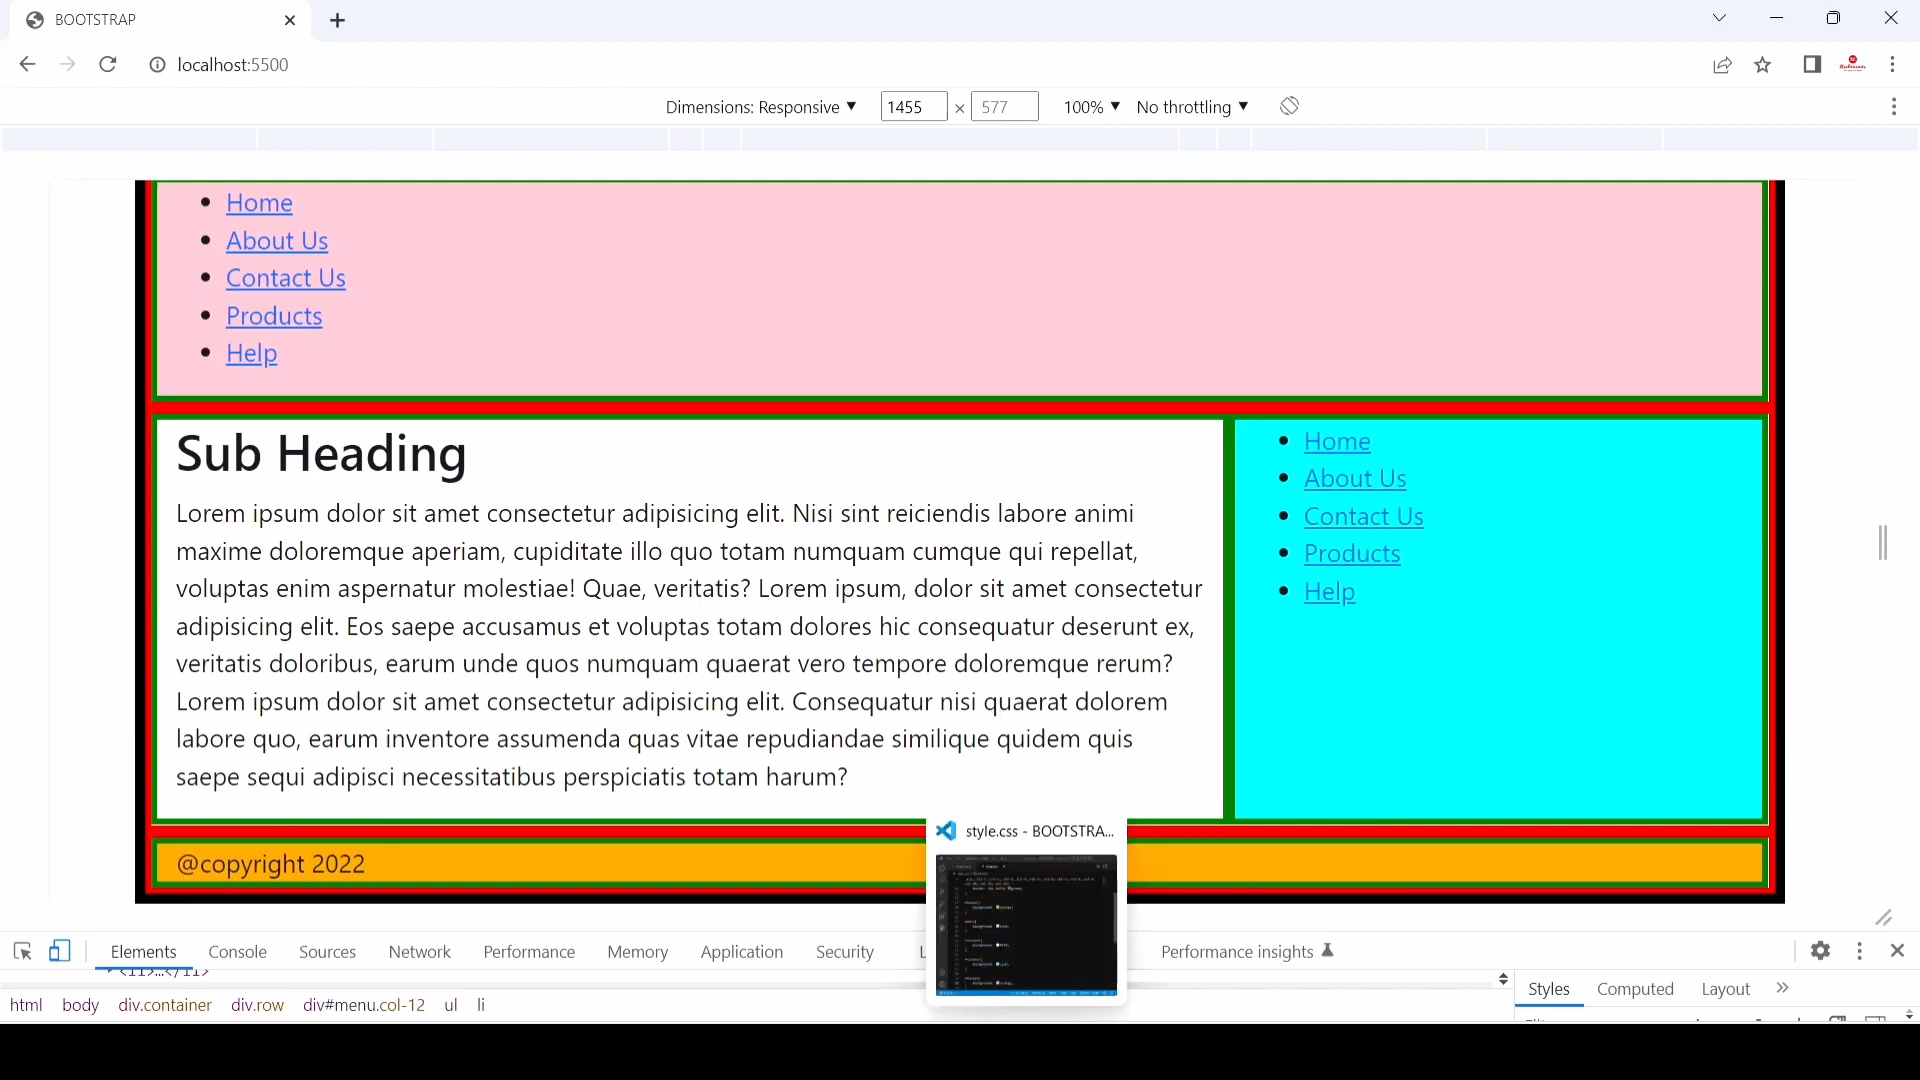 BOOTSTRAP
localhost:5500
Dimensions: Responsive 1455 × 577 100% No throttling
Home
About Us
Contact Us
Products
Help
Sub Heading
Lorem ipsum dolor sit amet consectetur adipisicing elit. Nisi sint reiciendis labore animi
maxime doloremque aperiam, cupiditate illo quo totam numquam cumque qui repellat,
voluptas enim aspernatur molestiae! Quae, veritatis? Lorem ipsum, dolor sit amet consectetur
adipisicing elit. Eos saepe accusamus et voluptas totam dolores hic consequatur deserunt ex,
veritatis doloribus, earum unde quos numquam quaerat vero tempore doloremque rerum?
Lorem ipsum dolor sit amet consectetur adipisicing elit. Consequatur nisi quaerat dolorem
labore quo, earum inventore assumenda quas vitae repudiandae similique quidem quis
saepe sequi adipisci necessitatibus perspiciatis totam harum?
Home
About Us
Contact Us
Products
Help
@copyright 2022
style.css - BOOTSTRA...
Elements Console Sources Network Performance Memory Application Security Performance insights
html body div.container div.row div#menu.col-12 ul li
Styles Computed Layout